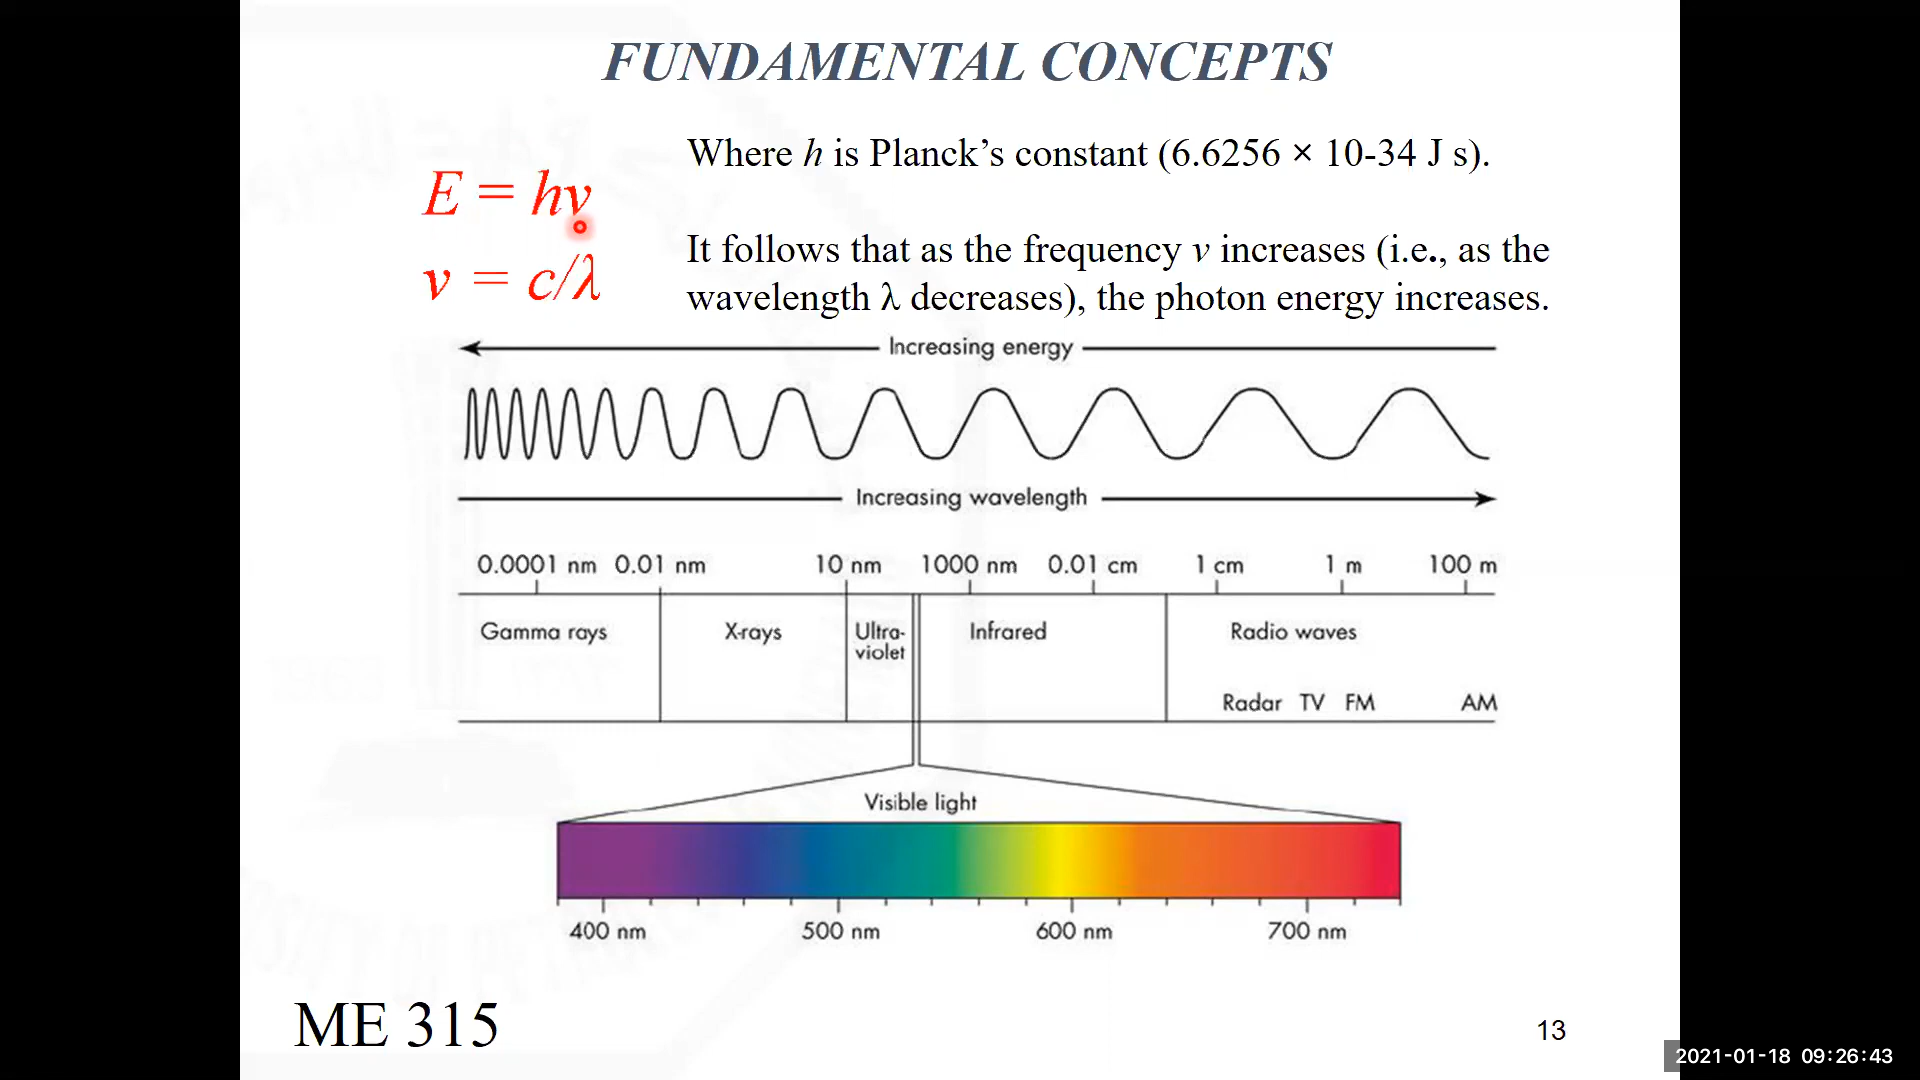 FUNDAMENTAL CONCEPTS
Where h is Planck’s constant (6.6256 × 10-34 J s).
E = hν
It follows that as the frequency ν increases (i.e., as the
ν = c/λ
wavelength λ decreases), the photon energy increases.
Increasing energy
Increasing wavelength
0.0001 nm 0.01 nm 10 nm 1000 nm 0.01 cm 1 cm 1 m 100 m
Gamma rays X-rays Ultra- Infrared Radio waves
violet
Radar TV FM AM
Visible light
400 nm 500 nm 600 nm 700 nm
ME 315
13
2021-01-18 09:26:43